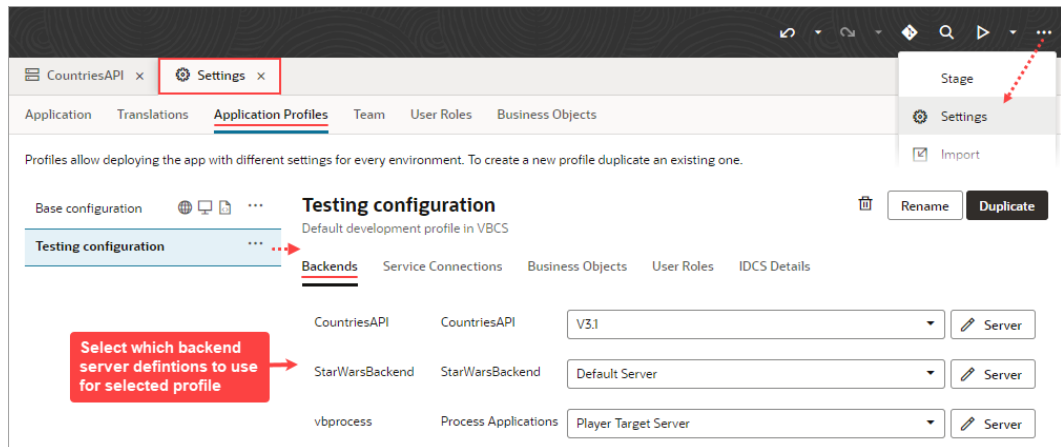 CountriesAPI ×
Settings ×
Stage
Settings
Import
Application Translations Application Profiles Team User Roles Business Objects
Profiles allow deploying the app with different settings for every environment. To create a new profile duplicate an existing one.
Base configuration
Testing configuration
Testing configuration
Default development profile in VBCS
Rename Duplicate
Backends Service Connections Business Objects User Roles IDCS Details
CountriesAPI CountriesAPI V3.1 Server
StarWarsBackend StarWarsBackend Default Server Server
vbprocess Process Applications Player Target Server Server
Select which backend
server defintions to use
for selected profile